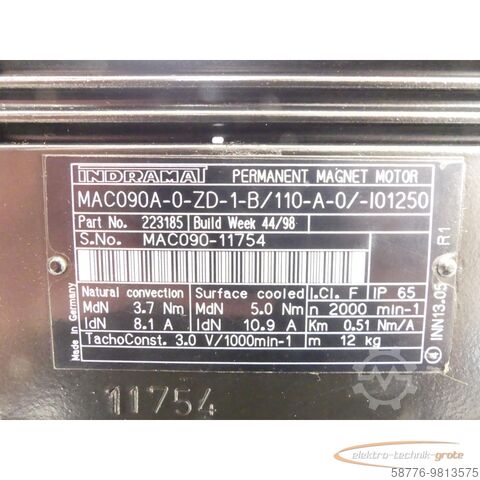 INDRAMAT PERMANENT MAGNET MOTOR
MAC090A-0-ZD-1-B/110-A-0/-I01250
Part No. 223185 Build Week 44/98
S.No. MAC090-11754
R1
Natural convection Surface cooled I.Cl. F IP 65
MdN 3.7 Nm MdN 5.0 Nm n 2000 min-1
IdN 8.1 A IdN 10.9 A Km 0.51 Nm/A
TachoConst. 3.0 V/1000min-1 m 12 kg
Made in Germany
INN13.05
11754
elektro-technik-grote
58776-9813575